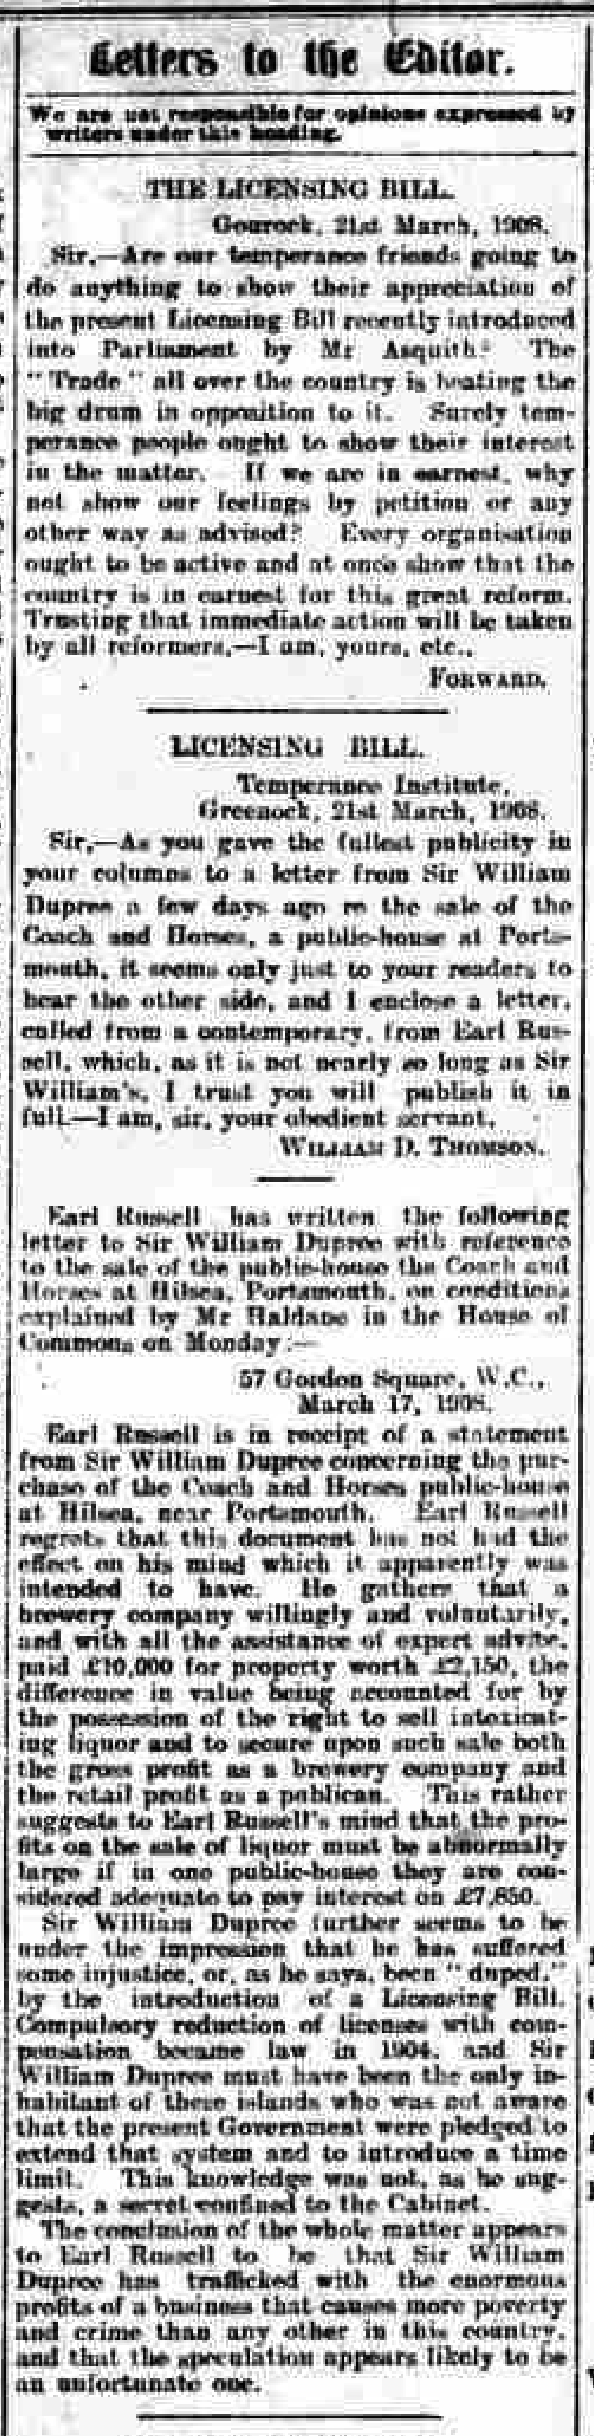 Letters to the Editor.
We are not responsible for opinions expressed by
writers under this heading.
THE LICENSING BILL.
Gourock, 21st March, 1908.
Sir,—Are our temperance friends going to
do anything to show their appreciation of
the present Licensing Bill recently introduced
into Parliament by Mr Asquith? The
"Trade" all over the country is beating the
big drum in opposition to it. Surely tem-
perance people ought to show their interest
in the matter. If we are in earnest, why
not show our feelings by petition or any
other way as advised? Every organisation
ought to be active and at once show that the
country is in earnest for this great reform.
Trusting that immediate action will be taken
by all reformers,—I am, yours, etc.,
FORWARD.
LICENSING BILL.
Temperance Institute,
Greenock, 21st March, 1908.
Sir,—As you gave the fullest publicity in
your columns to a letter from Sir William
Dupree a few days ago re the sale of the
Coach and Horses, a public-house at Ports-
mouth, it seems only just to your readers to
hear the other side, and I enclose a letter,
culled from a contemporary, from Earl Rus-
sell, which, as it is not nearly so long as Sir
William's, I trust you will publish it in
full.—I am, sir, your obedient servant,
WILLIAM D. THOMSON.
Earl Russell has written the following
letter to Sir William Dupree with reference
to the sale of the public-house the Coach and
Horses at Hilsea, Portsmouth, on conditions
explained by Mr Haldane in the House of
Commons on Monday:—
57 Gordon Square, W.C.,
March 17, 1908.
Earl Russell is in receipt of a statement
from Sir William Dupree concerning the pur-
chase of the Coach and Horses public-house
at Hilsea, near Portsmouth. Earl Russell
regrets that this document has not had the
effect on his mind which it apparently was
intended to have. He gathers that a
brewery company willingly and voluntarily,
and with all the assistance of expert advice,
paid £10,000 for property worth £2,150, the
difference in value being accounted for by
the possession of the right to sell intoxicat-
ing liquor and to secure upon such sale both
the gross profit as a brewery company and
the retail profit as a publican. This rather
suggests to Earl Russell's mind that the pro-
fits on the sale of liquor must be abnormally
large if in one public-house they are con-
sidered adequate to pay interest on £7,850.
Sir William Dupree further seems to be
under the impression that he has suffered
some injustice, or, as he says, been "duped,"
by the introduction of a Licensing Bill.
Compulsory reduction of licenses with com-
pensation became law in 1904, and Sir
William Dupree must have been the only in-
habitant of these islands who was not aware
that the present Government were pledged to
extend that system and to introduce a time
limit. This knowledge was not, as he sug-
gests, a secret confined to the Cabinet.
The conclusion of the whole matter appears
to Earl Russell to be that Sir William
Dupree has trafficked with the enormous
profits of a business that causes more poverty
and crime than any other in this country,
and that the speculation appears likely to be
an unfortunate one.